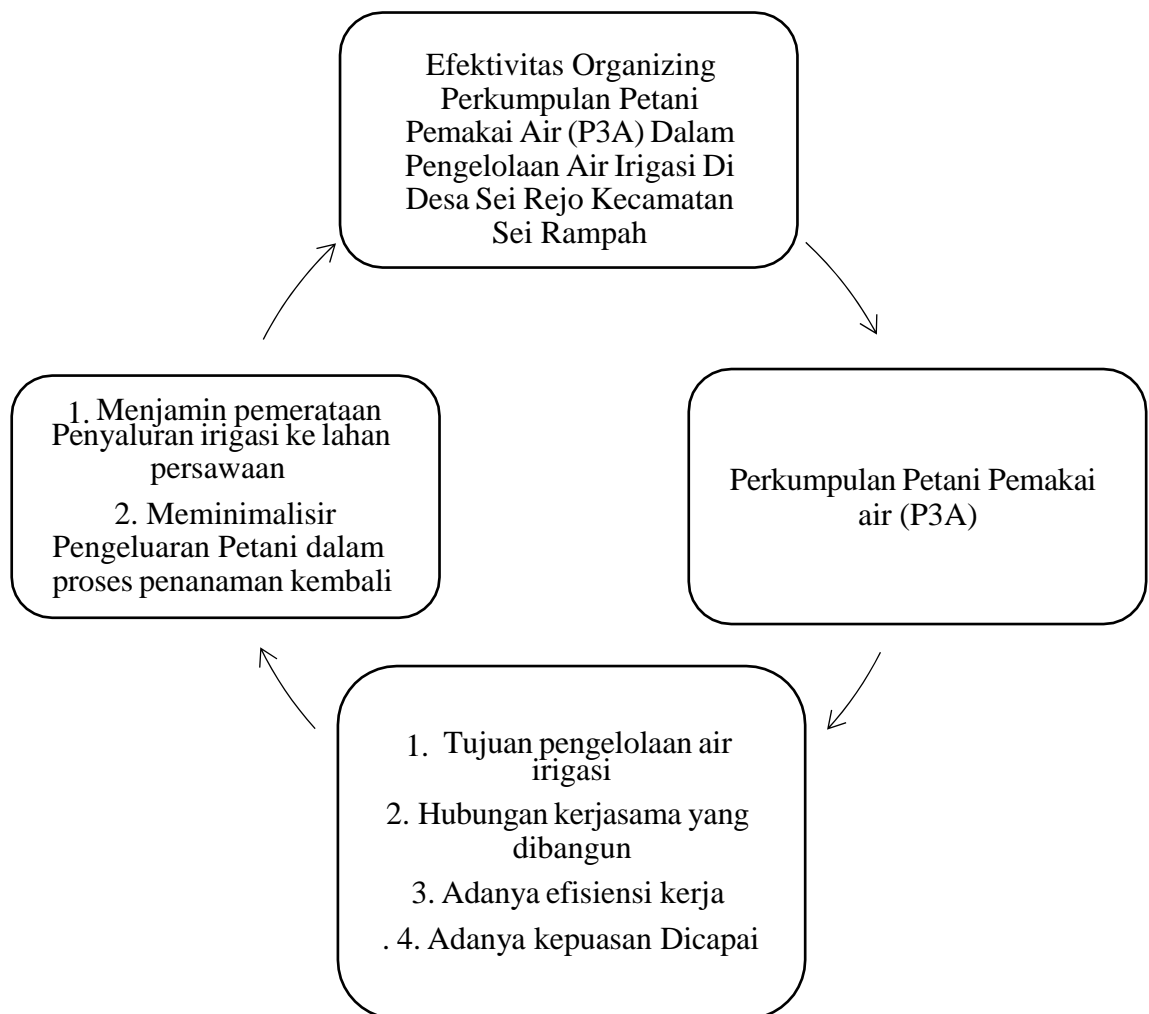 Efektivitas Organizing
Perkumpulan Petani
Pemakai Air (P3A) Dalam
Pengelolaan Air Irigasi Di
Desa Sei Rejo Kecamatan
Sei Rampah
Perkumpulan Petani Pemakai
air (P3A)
1. Tujuan pengelolaan air
irigasi
2. Hubungan kerjasama yang
dibangun
3. Adanya efisiensi kerja
. 4. Adanya kepuasan Dicapai
1. Menjamin pemerataan
Penyaluran irigasi ke lahan
persawaan
2. Meminimalisir
Pengeluaran Petani dalam
proses penanaman kembali